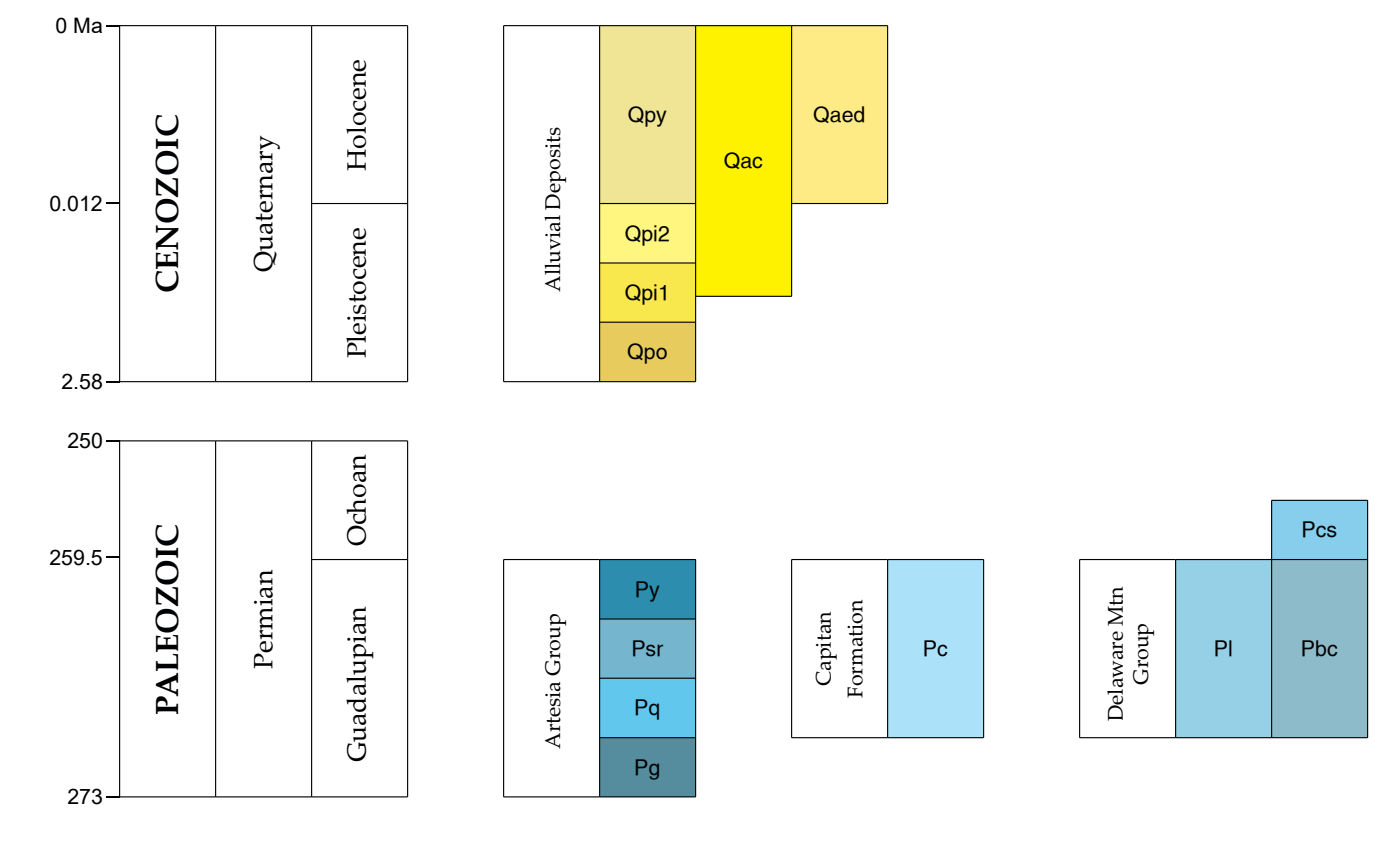 0 Ma
0.012
2.58
CENOZOIC
Quaternary
Holocene
Pleistocene
Alluvial Deposits
Qpy
Qpi2
Qpi1
Qpo
Qac
Qaed
250
259.5
273
PALEOZOIC
Permian
Ochoan
Guadalupian
Artesia Group
Py
Psr
Pq
Pg
Capitan
Formation
Pc
Delaware Mtn
Group
Pl
Pcs
Pbc